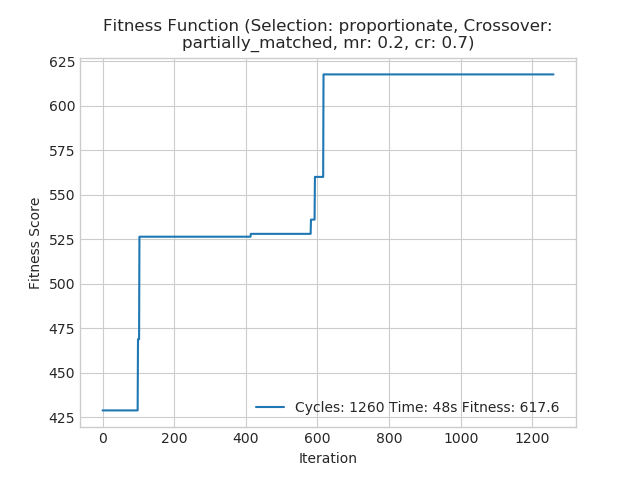 Fitness Function (Selection: proportionate, Crossover:
partially_matched, mr: 0.2, cr: 0.7)
625
600
575
550
525
500
475
450
425
Fitness Score
Cycles: 1260 Time: 48s Fitness: 617.6
0 200 400 600 800 1000 1200
Iteration